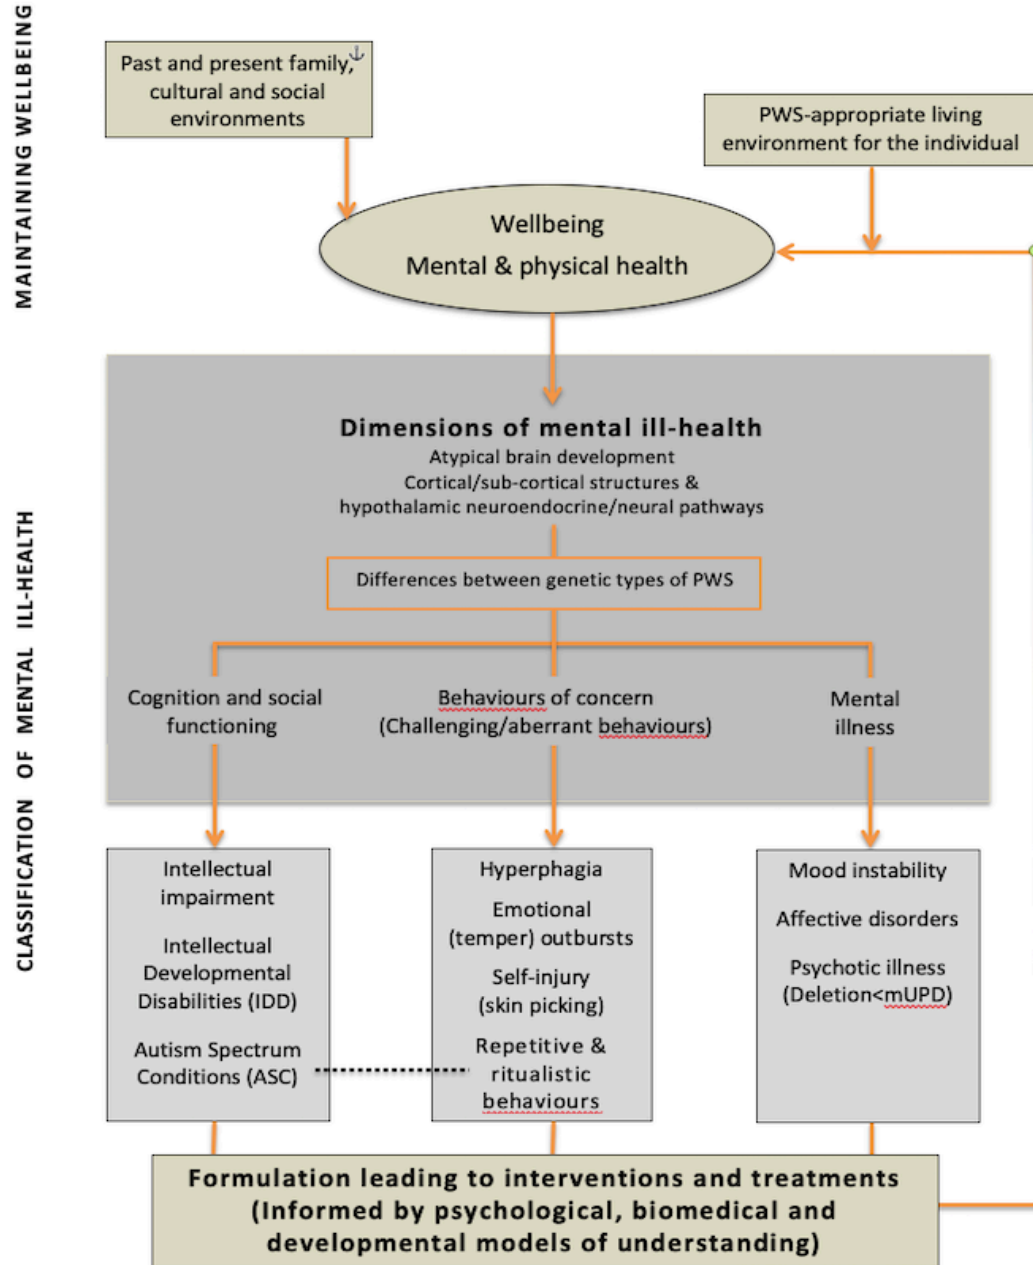 MAINTAINING WELLBEING
Past and present family,
cultural and social
environments
PWS-appropriate living
environment for the individual
Wellbeing
Mental & physical health
CLASSIFICATION OF MENTAL ILL-HEALTH
Dimensions of mental ill-health
Atypical brain development
Cortical/sub-cortical structures &
hypothalamic neuroendocrine/neural pathways
Differences between genetic types of PWS
Cognition and social
functioning
Behaviours of concern
(Challenging/aberrant behaviours)
Mental
illness
Intellectual
impairment
Intellectual
Developmental
Disabilities (IDD)
Autism Spectrum
Conditions (ASC)
Hyperphagia
Emotional
(temper) outbursts
Self-injury
(skin picking)
Repetitive &
ritualistic
behaviours
Mood instability
Affective disorders
Psychotic illness
(Deletion<mUPD)
Formulation leading to interventions and treatments
(Informed by psychological, biomedical and
developmental models of understanding)